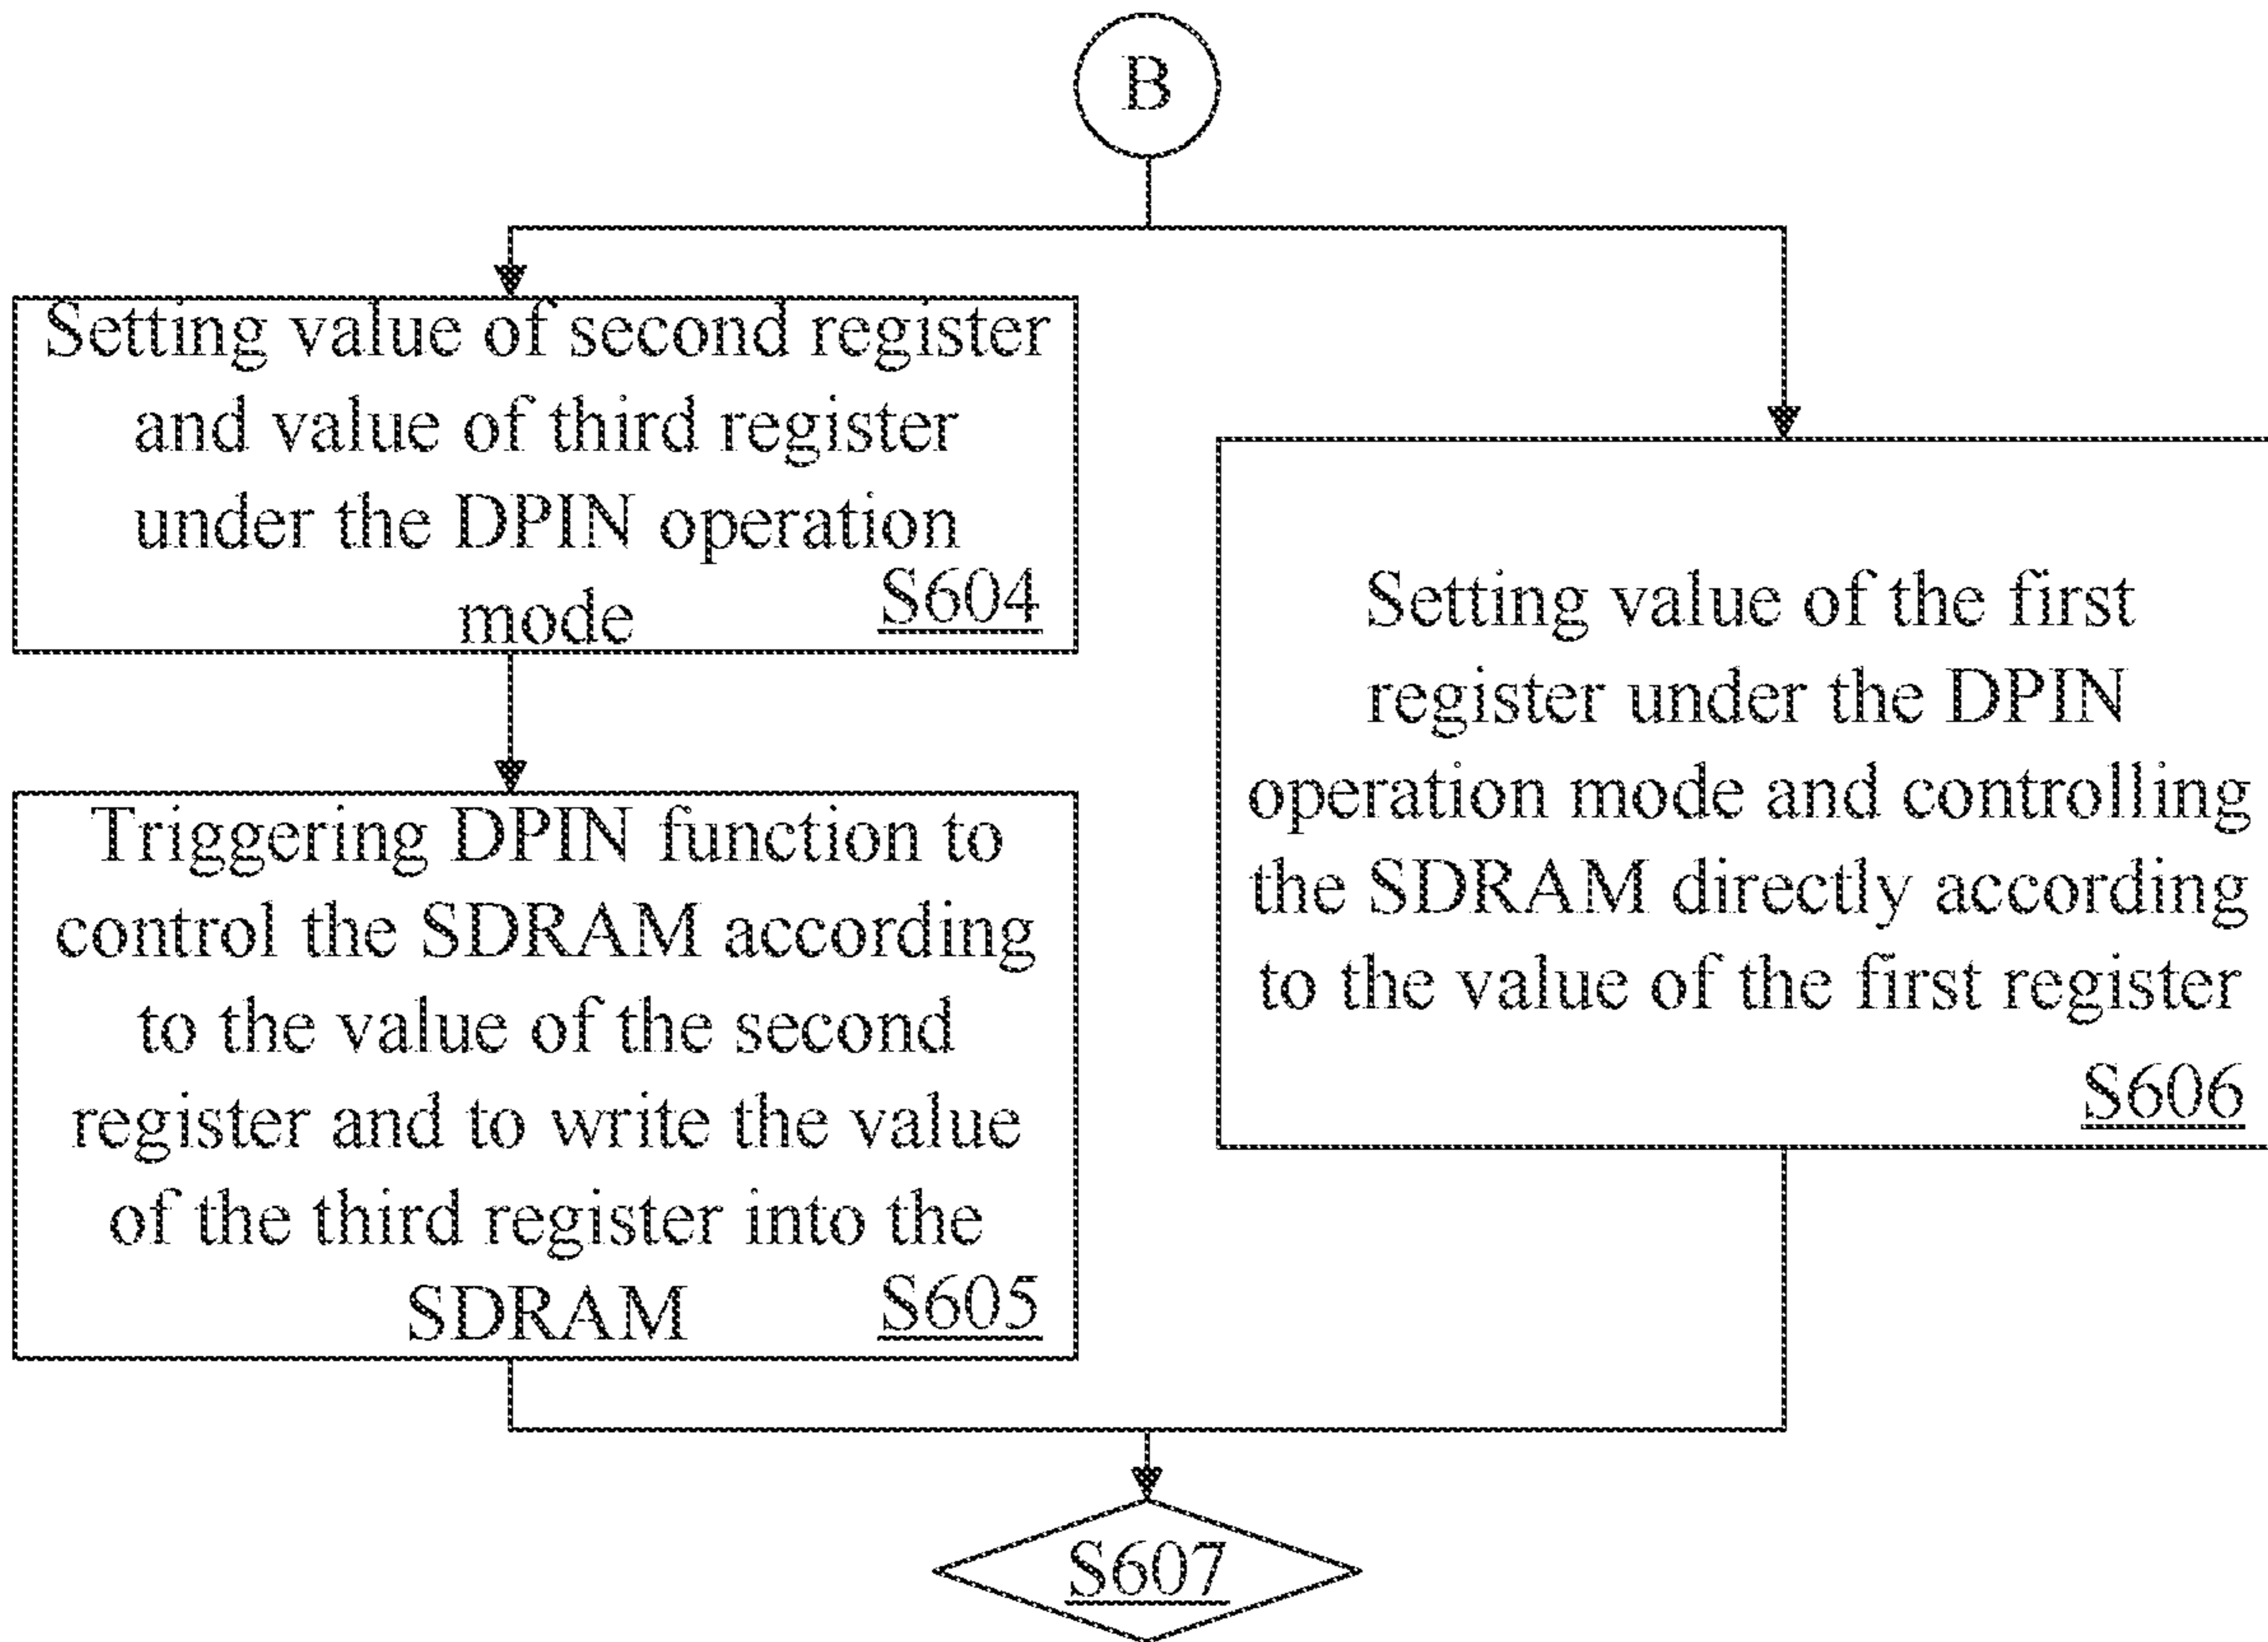 B
Setting value of second register
and value of third register
under the DPIN operation
mode S604
Triggering DPIN function to
control the SDRAM according
to the value of the second
register and to write the value
of the third register into the
SDRAM S605
Setting value of the first
register under the DPIN
operation mode and controlling
the SDRAM directly according
to the value of the first register
S606
S607